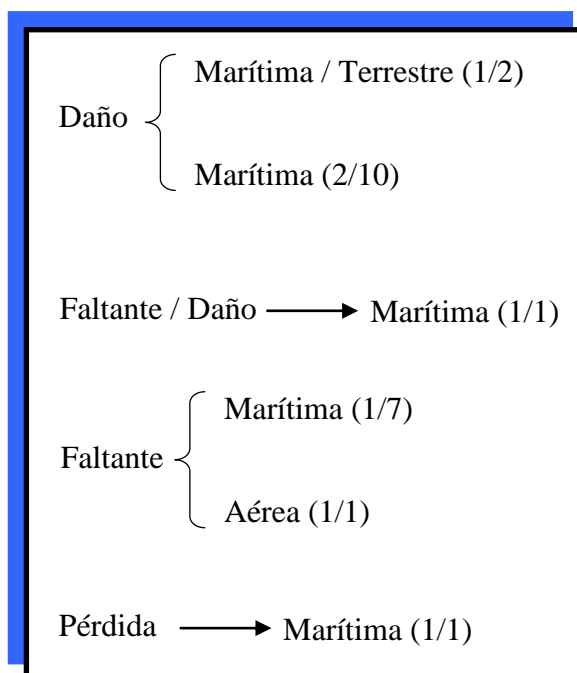 Marítima / Terrestre (1/2)
Daño
Marítima (2/10)
Faltante / Daño
Marítima (1/1)
Marítima (1/7)
Faltante
Aérea (1/1)
Pérdida
Marítima (1/1)